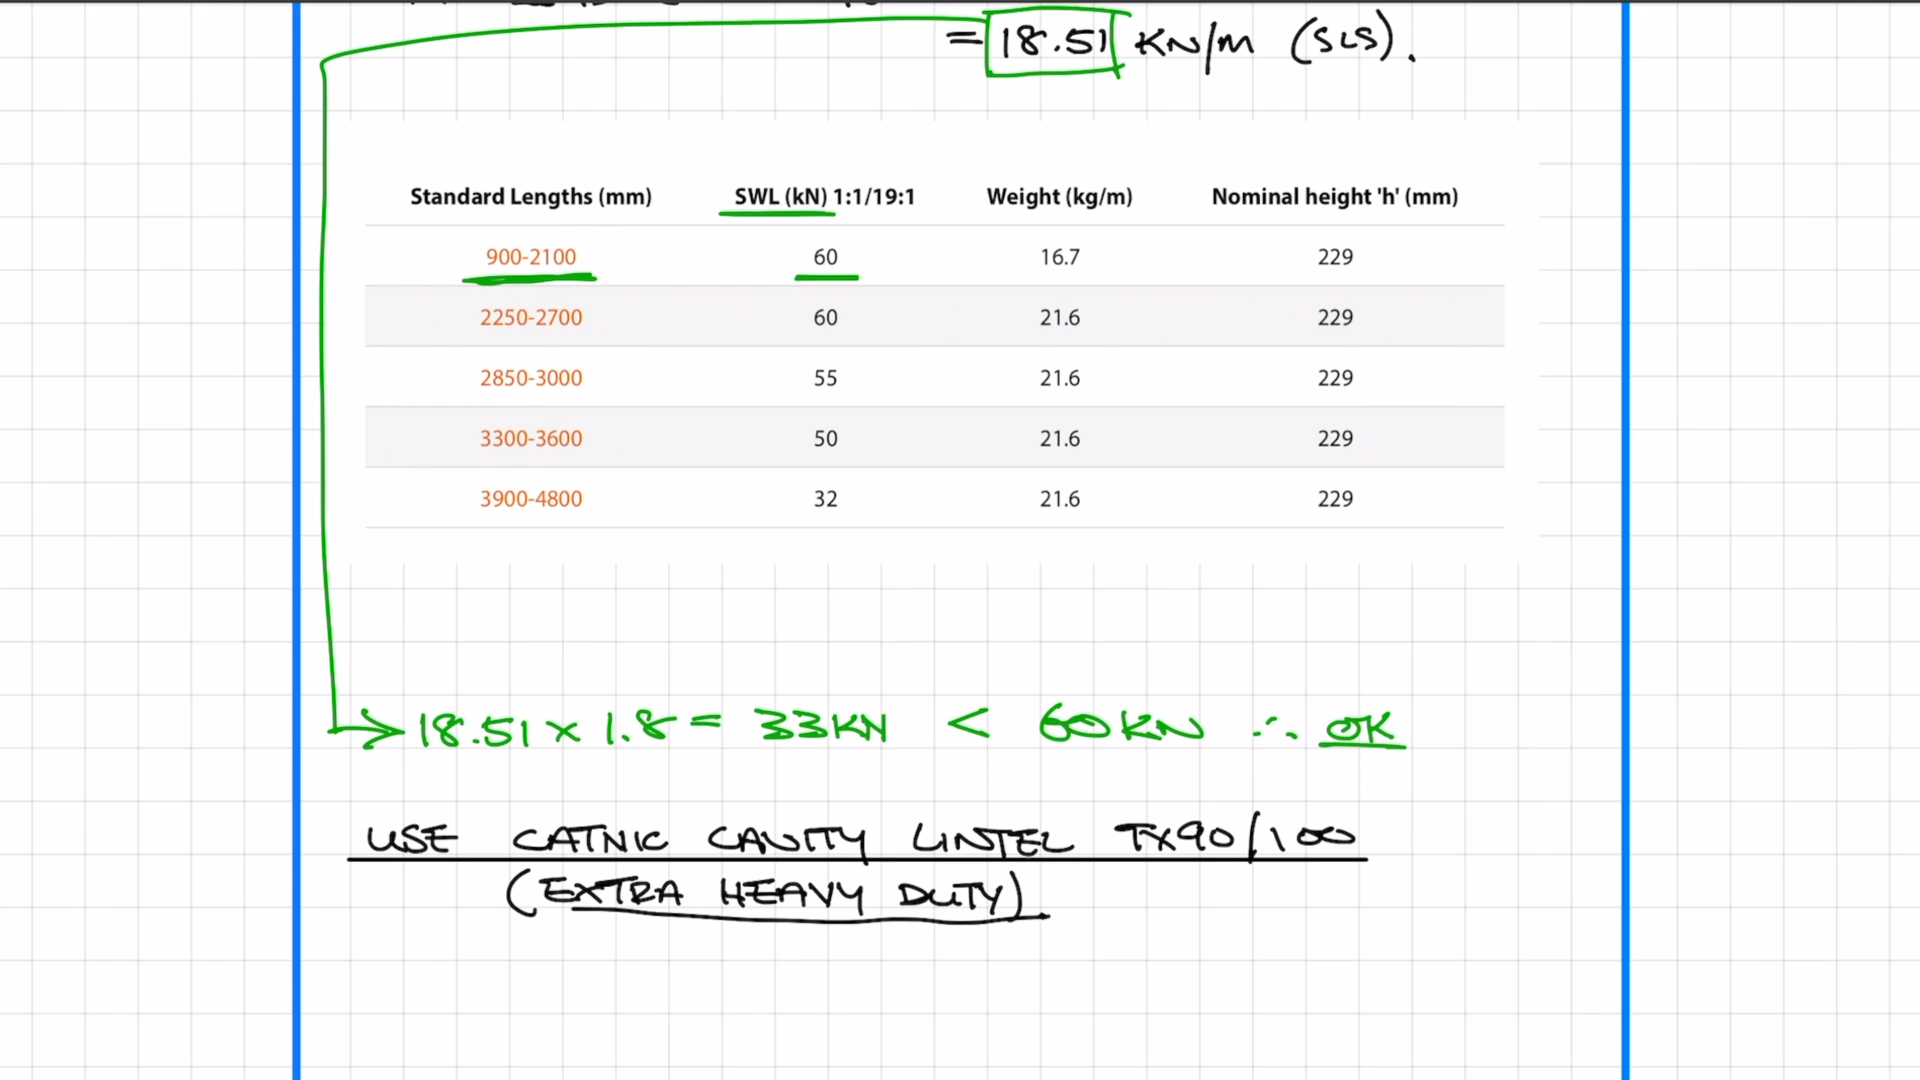 = 18.51 KN/m (SLS).
Standard Lengths (mm) SWL (kN) 1:1/19:1 Weight (kg/m) Nominal height 'h' (mm)
900-2100 60 16.7 229
2250-2700 60 21.6 229
2850-3000 55 21.6 229
3300-3600 50 21.6 229
3900-4800 32 21.6 229
18.51 x 1.8 = 33KN < 60KN ∴ OK
USE CATNIC CAVITY LINTEL TX90/100
(EXTRA HEAVY DUTY).